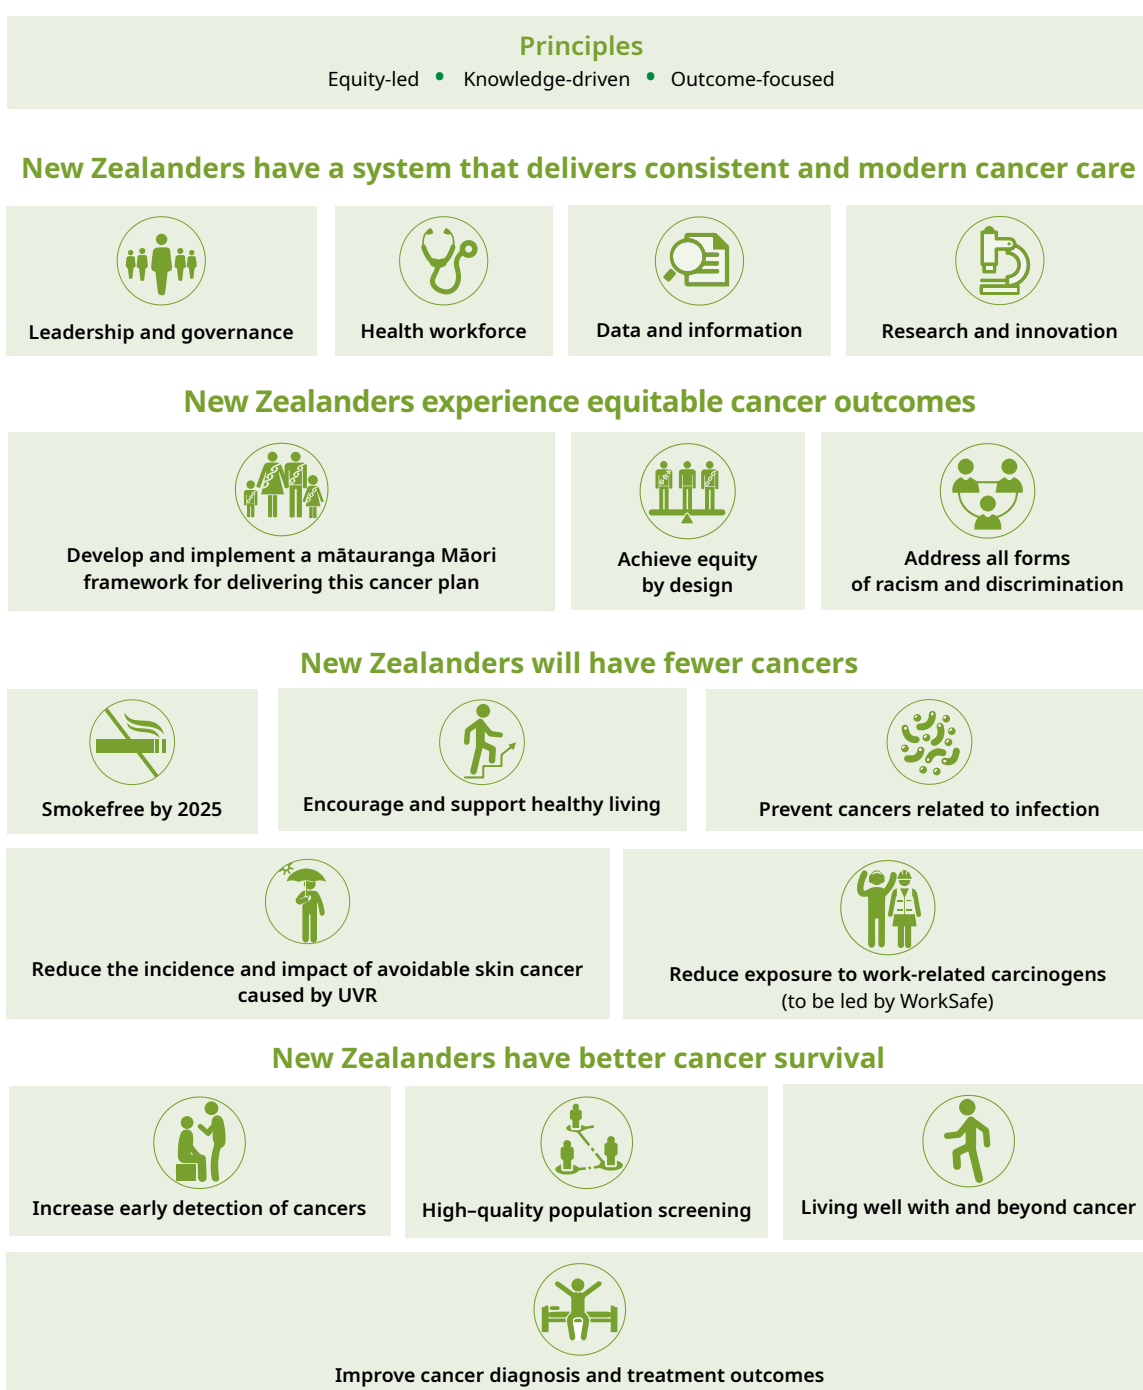 Principles
Equity-led • Knowledge-driven • Outcome-focused
New Zealanders have a system that delivers consistent and modern cancer care
Leadership and governance
Health workforce
Data and information
Research and innovation
New Zealanders experience equitable cancer outcomes
Develop and implement a mātauranga Māori
framework for delivering this cancer plan
Achieve equity
by design
Address all forms
of racism and discrimination
New Zealanders will have fewer cancers
Smokefree by 2025
Encourage and support healthy living
Prevent cancers related to infection
Reduce the incidence and impact of avoidable skin cancer
caused by UVR
Reduce exposure to work-related carcinogens
(to be led by WorkSafe)
New Zealanders have better cancer survival
Increase early detection of cancers
High–quality population screening
Living well with and beyond cancer
Improve cancer diagnosis and treatment outcomes